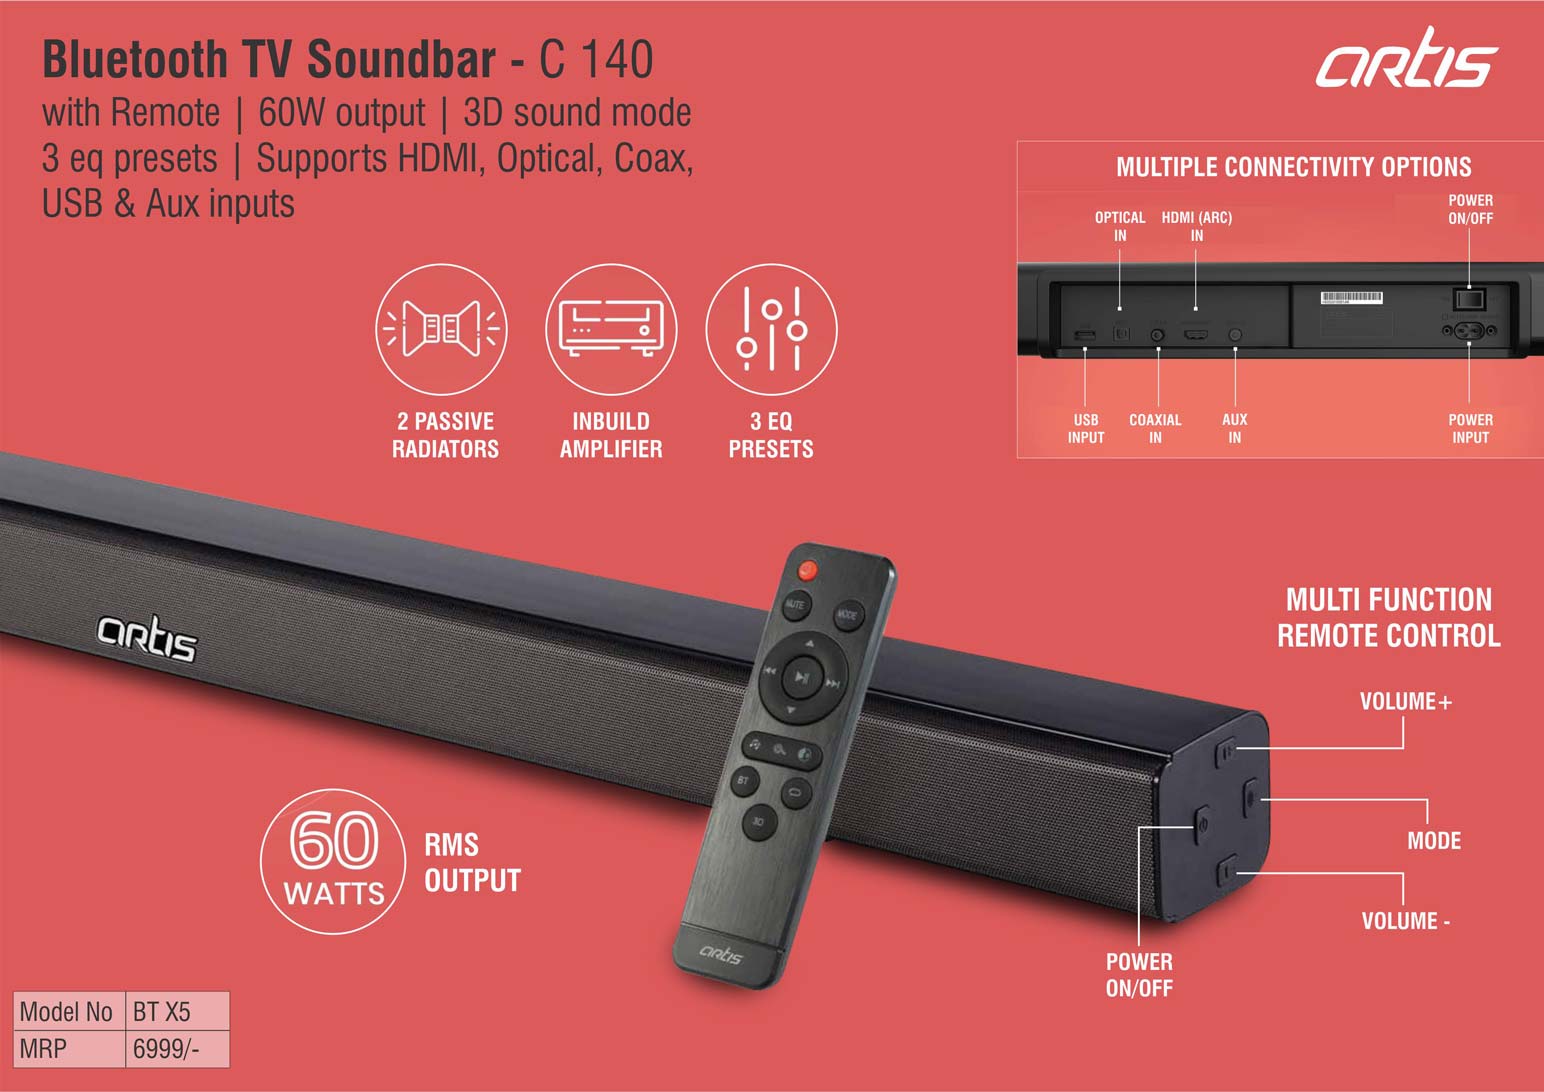 Bluetooth TV Soundbar - C 140
with Remote | 60W output | 3D sound mode
3 eq presets | Supports HDMI, Optical, Coax,
USB & Aux inputs
artis
MULTIPLE CONNECTIVITY OPTIONS
OPTICAL
IN
HDMI (ARC)
IN
POWER
ON/OFF
USB
INPUT
COAXIAL
IN
AUX
IN
POWER
INPUT
2 PASSIVE
RADIATORS
INBUILD
AMPLIFIER
3 EQ
PRESETS
artis
MUTE
MODE
BT
3D
artis
MULTI FUNCTION
REMOTE CONTROL
VOLUME+
MODE
VOLUME -
POWER
ON/OFF
60
WATTS
RMS
OUTPUT
Model No BT X5
MRP 6999/-